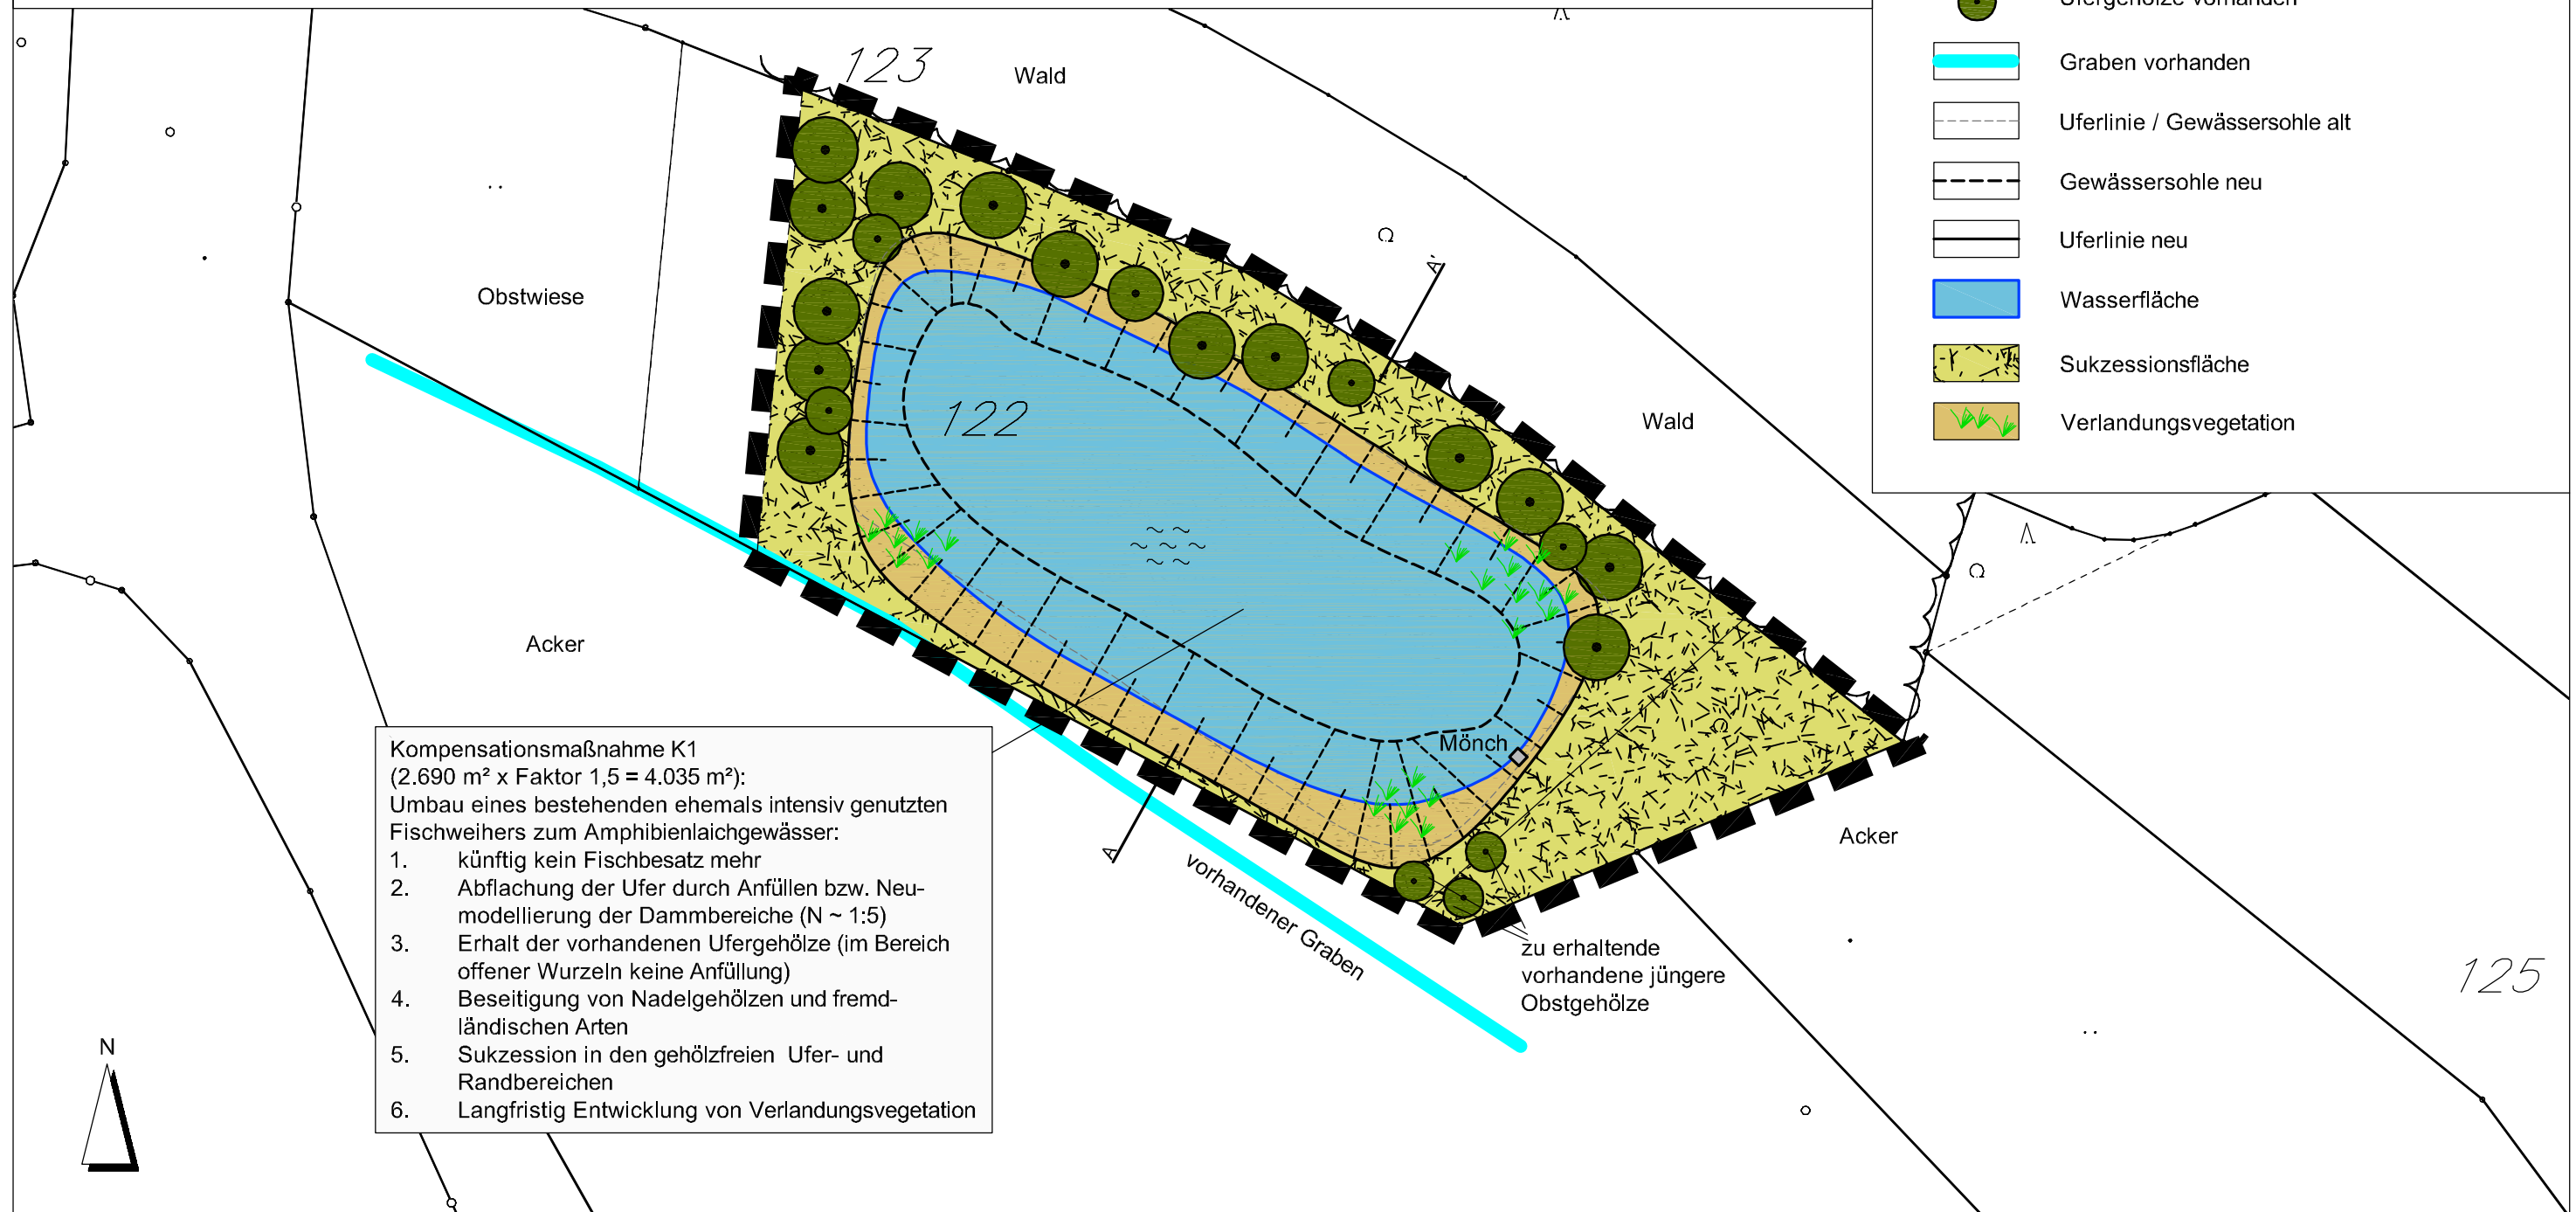 Ufergehölze vorhanden
Graben vorhanden
Uferlinie / Gewässersohle alt
Gewässersohle neu
Uferlinie neu
Wasserfläche
Sukzessionsfläche
Verlandungsvegetation
123
Wald
A'
Obstwiese
122
Wald
Acker
Mönch
Acker
A
vorhandener Graben
zu erhaltende
vorhandene jüngere
Obstgehölze
125
Kompensationsmaßnahme K1
(2.690 m² x Faktor 1,5 = 4.035 m²):
Umbau eines bestehenden ehemals intensiv genutzten
Fischweihers zum Amphibienlaichgewässer:
1. künftig kein Fischbesatz mehr
2. Abflachung der Ufer durch Anfüllen bzw. Neu-
modellierung der Dammbereiche (N ~ 1:5)
3. Erhalt der vorhandenen Ufergehölze (im Bereich
offener Wurzeln keine Anfüllung)
4. Beseitigung von Nadelgehölzen und fremd-
ländischen Arten
5. Sukzession in den gehölzfreien Ufer- und
Randbereichen
6. Langfristig Entwicklung von Verlandungsvegetation
N